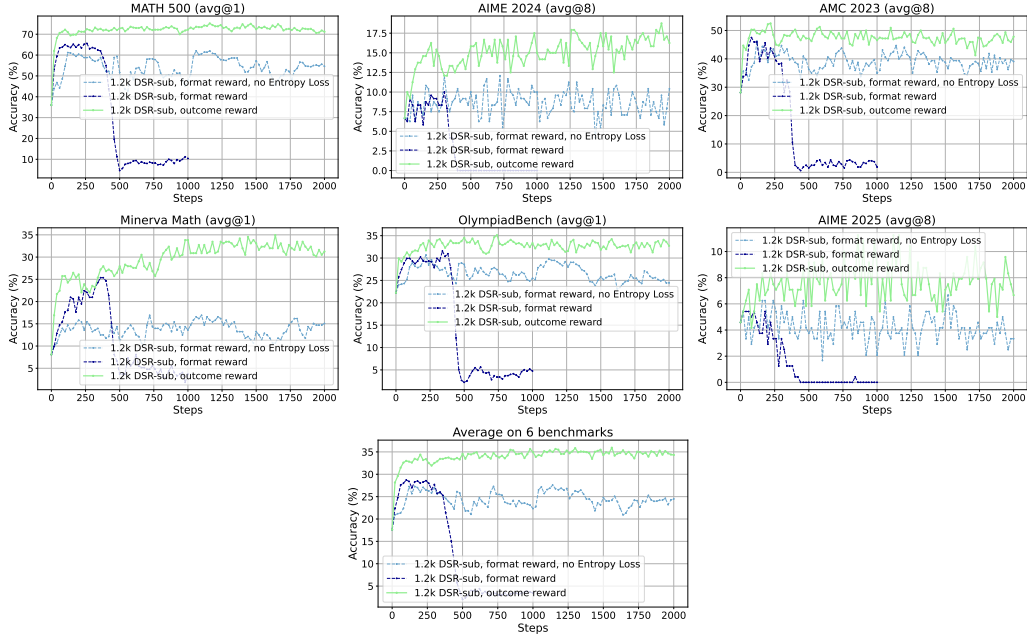 MATH 500 (avg@1)
Accuracy (%)
70
60
50
40
30
20
10
1.2k DSR-sub, format reward, no Entropy Loss
1.2k DSR-sub, format reward
1.2k DSR-sub, outcome reward
0 250 500 750 1000 1250 1500 1750 2000
Steps
AIME 2024 (avg@8)
Accuracy (%)
17.5
15.0
12.5
10.0
7.5
5.0
2.5
0.0
1.2k DSR-sub, format reward, no Entropy Loss
1.2k DSR-sub, format reward
1.2k DSR-sub, outcome reward
0 250 500 750 1000 1250 1500 1750 2000
Steps
AMC 2023 (avg@8)
Accuracy (%)
50
40
30
20
10
0
1.2k DSR-sub, format reward, no Entropy Loss
1.2k DSR-sub, format reward
1.2k DSR-sub, outcome reward
0 250 500 750 1000 1250 1500 1750 2000
Steps
Minerva Math (avg@1)
Accuracy (%)
35
30
25
20
15
10
5
1.2k DSR-sub, format reward, no Entropy Loss
1.2k DSR-sub, format reward
1.2k DSR-sub, outcome reward
0 250 500 750 1000 1250 1500 1750 2000
Steps
OlympiadBench (avg@1)
Accuracy (%)
35
30
25
20
15
10
5
1.2k DSR-sub, format reward, no Entropy Loss
1.2k DSR-sub, format reward
1.2k DSR-sub, outcome reward
0 250 500 750 1000 1250 1500 1750 2000
Steps
AIME 2025 (avg@8)
Accuracy (%)
10
8
6
4
2
0
1.2k DSR-sub, format reward, no Entropy Loss
1.2k DSR-sub, format reward
1.2k DSR-sub, outcome reward
0 250 500 750 1000 1250 1500 1750 2000
Steps
Average on 6 benchmarks
Accuracy (%)
35
30
25
20
15
10
5
1.2k DSR-sub, format reward, no Entropy Loss
1.2k DSR-sub, format reward
1.2k DSR-sub, outcome reward
0 250 500 750 1000 1250 1500 1750 2000
Steps